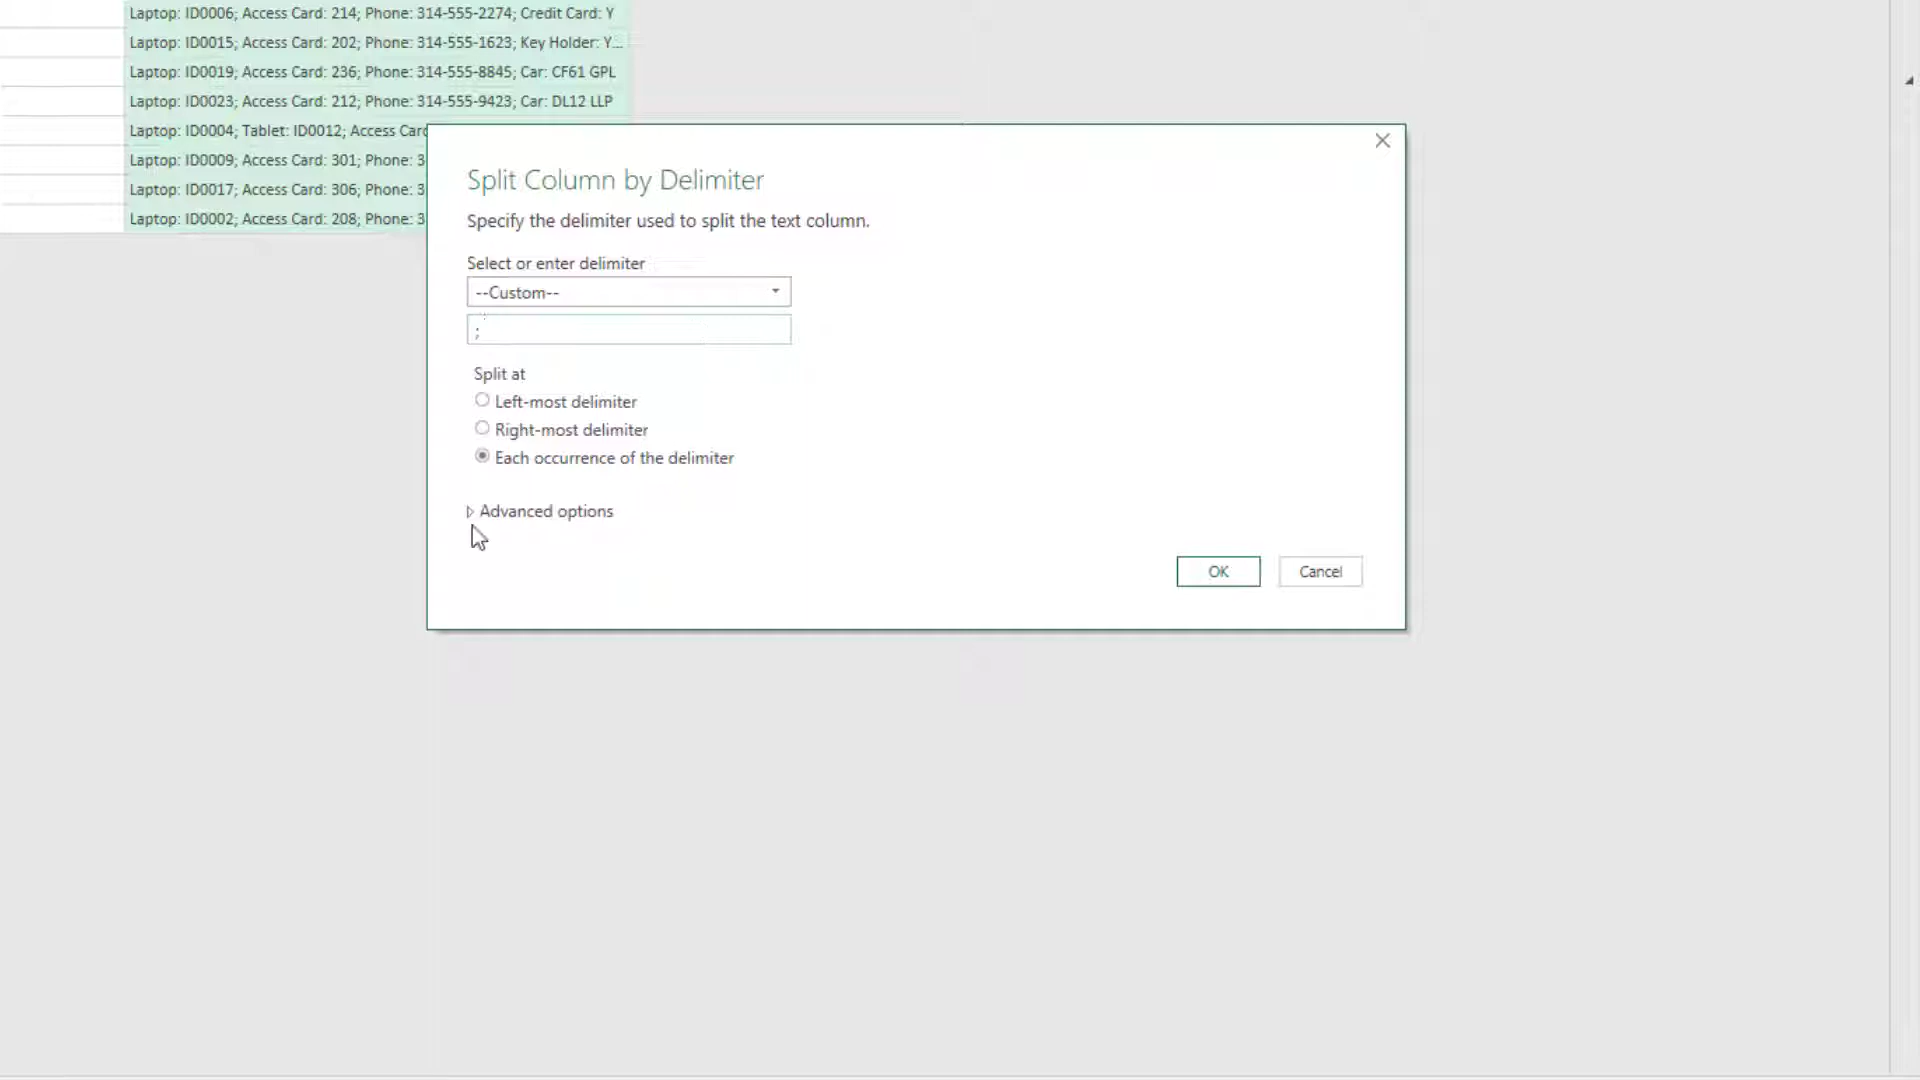 Laptop: ID0006; Access Card: 214; Phone: 314-555-2274; Credit Card: Y
Laptop: ID0015; Access Card: 202; Phone: 314-555-1623; Key Holder: Y...
Laptop: ID0019; Access Card: 236; Phone: 314-555-8845; Car: CF61 GPL
Laptop: ID0023; Access Card: 212; Phone: 314-555-9423; Car: DL12 LLP
Laptop: ID0004; Tablet: ID0012; Access Card
Laptop: ID0009; Access Card: 301; Phone: 3
Laptop: ID0017; Access Card: 306; Phone: 3
Laptop: ID0002; Access Card: 208; Phone: 3
Split Column by Delimiter
Specify the delimiter used to split the text column.
Select or enter delimiter
--Custom--
;
Split at
Left-most delimiter
Right-most delimiter
Each occurrence of the delimiter
Advanced options
OK
Cancel